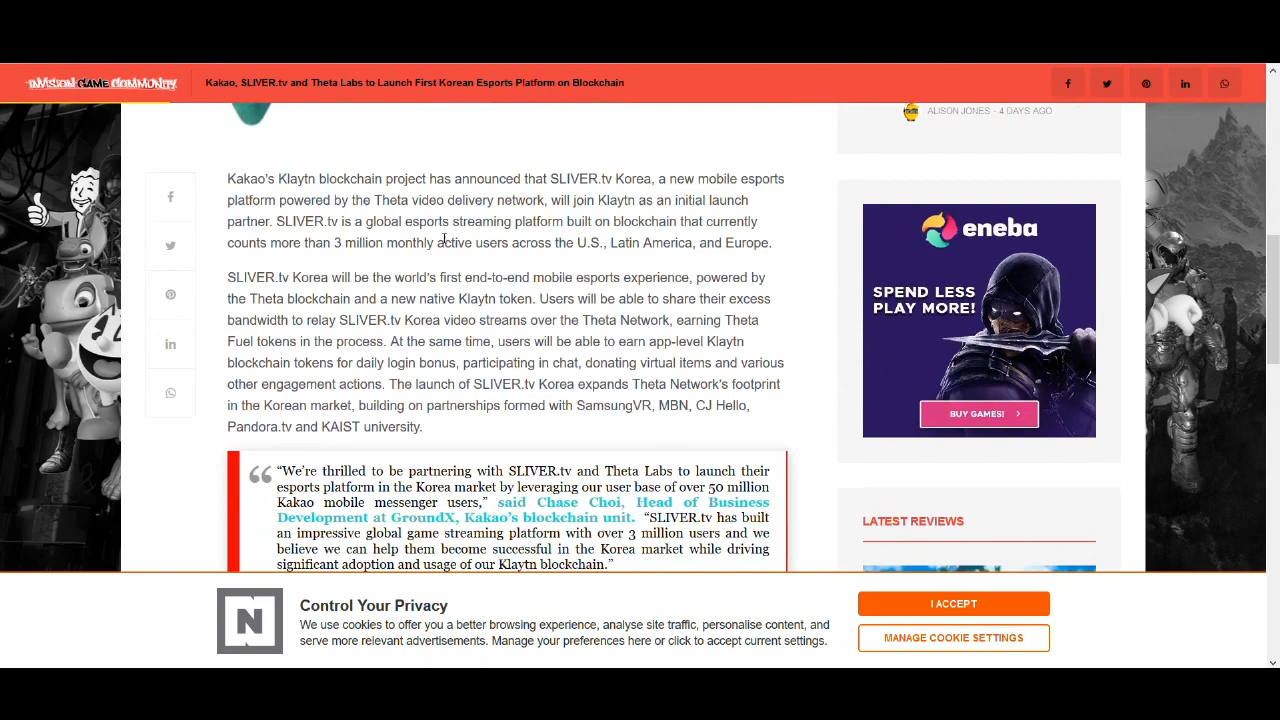 INVISION GAME COMMUNITY
Kakao, SLIVER.tv and Theta Labs to Launch First Korean Esports Platform on Blockchain
ALISON JONES - 4 DAYS AGO
Kakao's Klaytn blockchain project has announced that SLIVER.tv Korea, a new mobile esports
platform powered by the Theta video delivery network, will join Klaytn as an initial launch
partner. SLIVER.tv is a global esports streaming platform built on blockchain that currently
counts more than 3 million monthly active users across the U.S., Latin America, and Europe.
SLIVER.tv Korea will be the world's first end-to-end mobile esports experience, powered by
the Theta blockchain and a new native Klaytn token. Users will be able to share their excess
bandwidth to relay SLIVER.tv Korea video streams over the Theta Network, earning Theta
Fuel tokens in the process. At the same time, users will be able to earn app-level Klaytn
blockchain tokens for daily login bonus, participating in chat, donating virtual items and various
other engagement actions. The launch of SLIVER.tv Korea expands Theta Network's footprint
in the Korean market, building on partnerships formed with SamsungVR, MBN, CJ Hello,
Pandora.tv and KAIST university.
“We're thrilled to be partnering with SLIVER.tv and Theta Labs to launch their
esports platform in the Korea market by leveraging our user base of over 50 million
Kakao mobile messenger users,” said Chase Choi, Head of Business
Development at GroundX, Kakao's blockchain unit. “SLIVER.tv has built
an impressive global game streaming platform with over 3 million users and we
believe we can help them become successful in the Korea market while driving
significant adoption and usage of our Klaytn blockchain.”
eneba
SPEND LESS
PLAY MORE!
BUY GAMES!
LATEST REVIEWS
N
Control Your Privacy
We use cookies to offer you a better browsing experience, analyse site traffic, personalise content, and
serve more relevant advertisements. Manage your preferences here or click to accept current settings.
I ACCEPT
MANAGE COOKIE SETTINGS